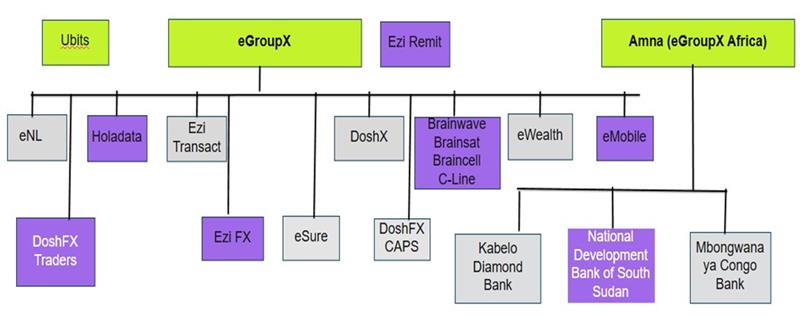 Ubits
eGroupX
Ezi Remit
Amna (eGroupX Africa)
eNL
Holadata
Ezi
Transact
DoshX
Brainwave
Brainsat
Braincell
C-Line
eWealth
eMobile
DoshFX
Traders
Ezi FX
eSure
DoshFX
CAPS
Kabelo
Diamond
Bank
National
Development
Bank of South
Sudan
Mbongwana
ya Congo
Bank